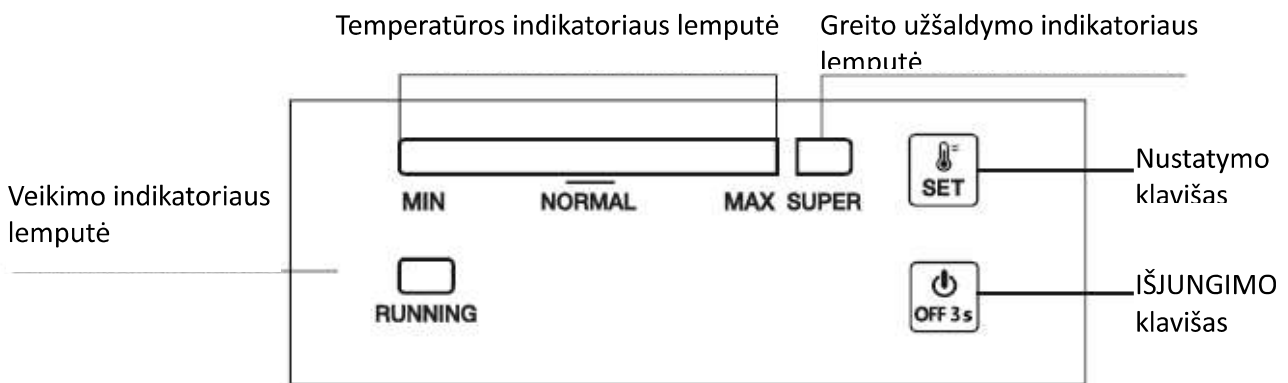 Temperatūros indikatoriaus lemputė
Greito užšaldymo indikatoriaus
lemputė
Veikimo indikatoriaus
lemputė
MIN NORMAL MAX SUPER
SET
Nustatymo
klavišas
RUNNING
OFF 3s
IŠJUNGIMO
klavišas